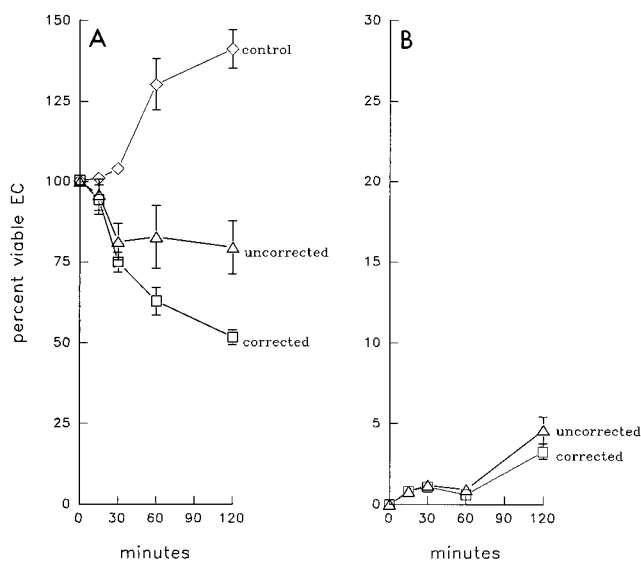 A
150
125
100
75
50
25
0
percent viable EC
control
uncorrected
corrected
0 30 60 90 120
minutes
B
30
25
20
15
10
5
0
uncorrected
corrected
0 30 60 90 120
minutes